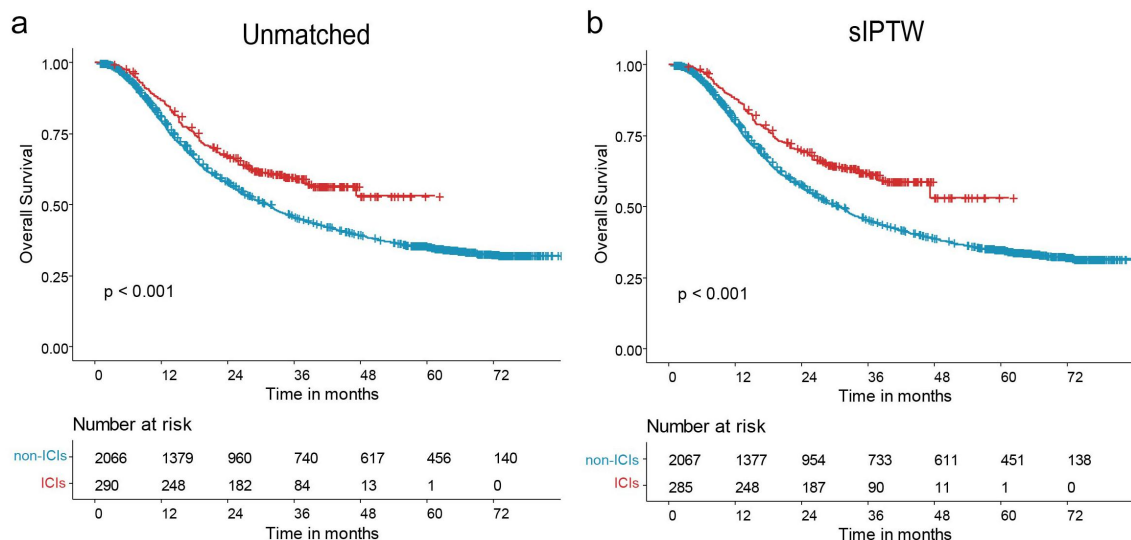 a
Unmatched
Overall Survival
1.00
0.75
0.50
0.25
0.00
p < 0.001
0 12 24 36 48 60 72
Time in months
Number at risk
non-ICIs 2066 1379 960 740 617 456 140
ICIs 290 248 182 84 13 1 0
0 12 24 36 48 60 72
Time in months
b
sIPTW
Overall Survival
1.00
0.75
0.50
0.25
0.00
p < 0.001
0 12 24 36 48 60 72
Time in months
Number at risk
non-ICIs 2067 1377 954 733 611 451 138
ICIs 285 248 187 90 11 1 0
0 12 24 36 48 60 72
Time in months